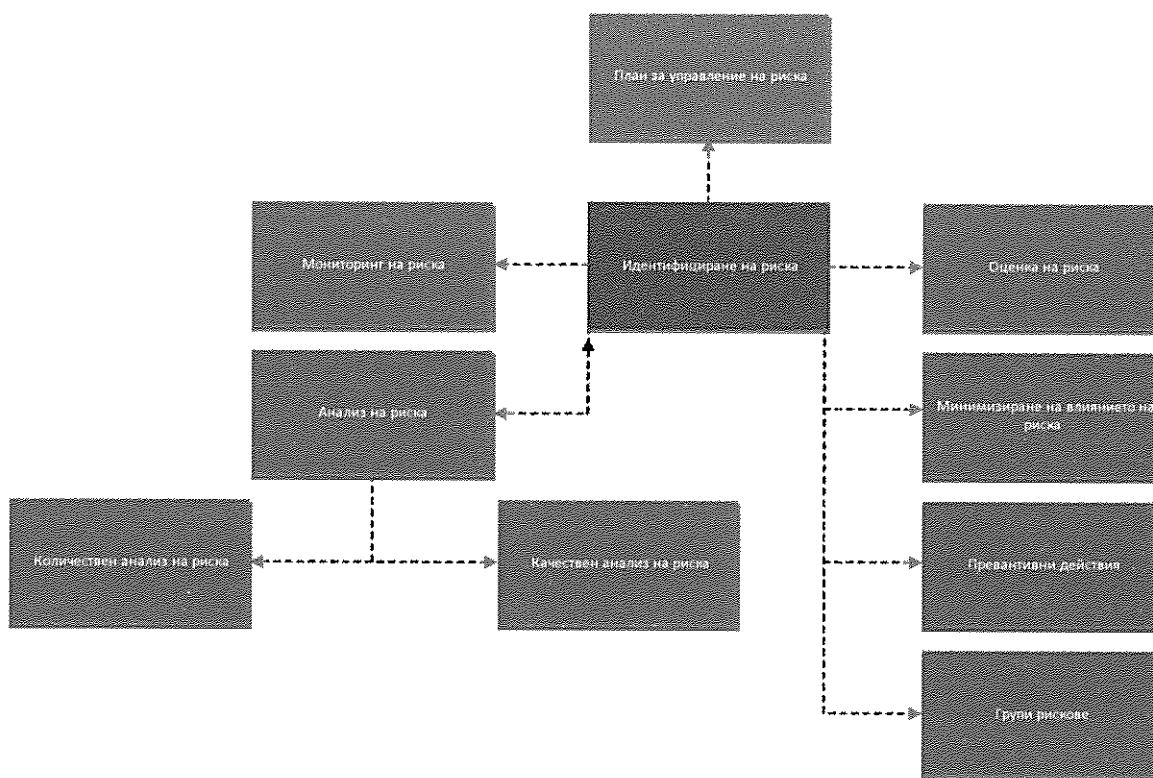 План за управление на риска
Мониторинг на риска
Идентифициране на риска
Оценка на риска
Анализ на риска
Минимизиране на влиянието на
риска
Количествен анализ на риска
Качествен анализ на риска
Превантивни действия
Групи рискове